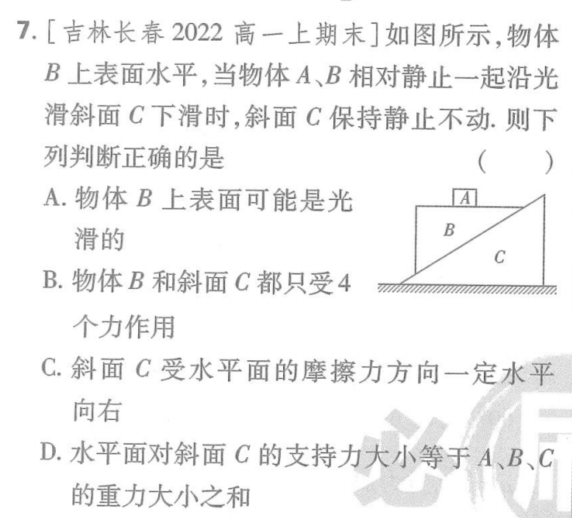 7. [吉林长春 2022 高一上期末]如图所示,物体
B 上表面水平,当物体 A、B 相对静止一起沿光
滑斜面 C 下滑时,斜面 C 保持静止不动. 则下
列判断正确的是 ( )
A. 物体 B 上表面可能是光
滑的
B. 物体 B 和斜面 C 都只受 4
个力作用
C. 斜面 C 受水平面的摩擦力方向一定水平
向右
D. 水平面对斜面 C 的支持力大小等于 A、B、C
的重力大小之和
A
B
C
必